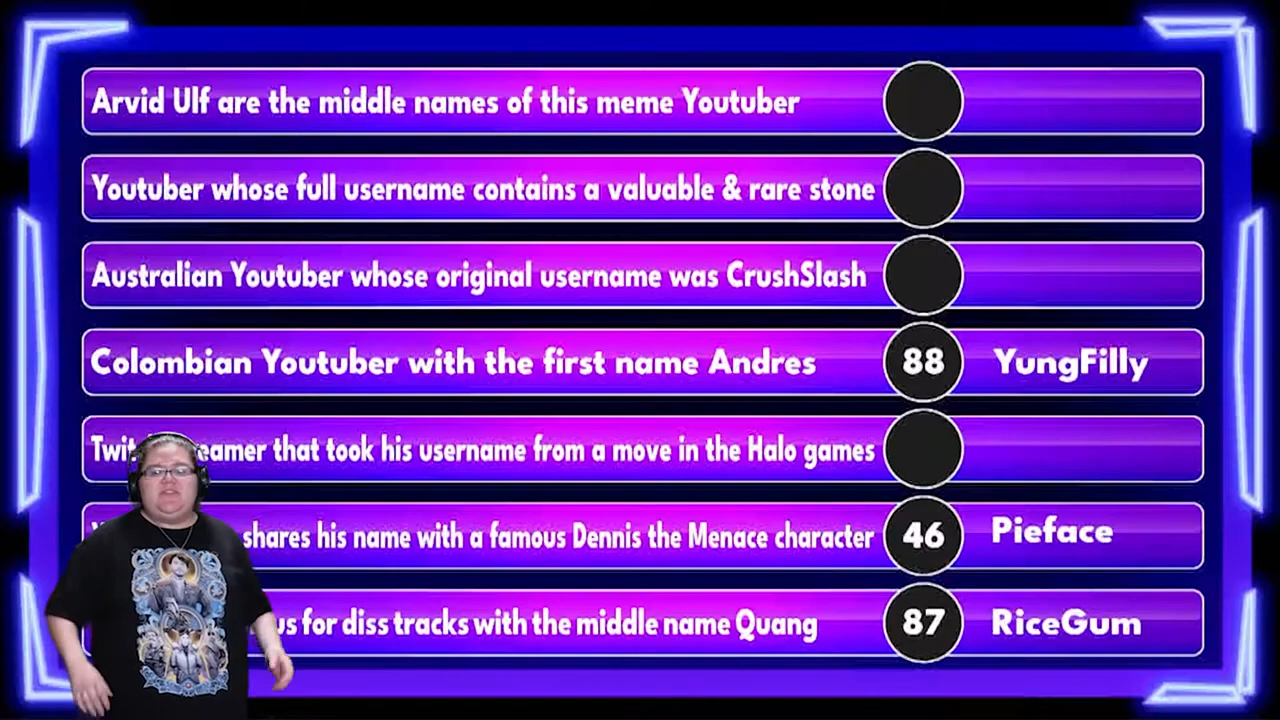 Arvid Ulf are the middle names of this meme Youtuber
Youtuber whose full username contains a valuable & rare stone
Australian Youtuber whose original username was CrushSlash
Colombian Youtuber with the first name Andres 88 YungFilly
that took his username from a move in the Halo games
shares his name with a famous Dennis the Menace character 46 Pieface
for diss tracks with the middle name Quang 87 RiceGum